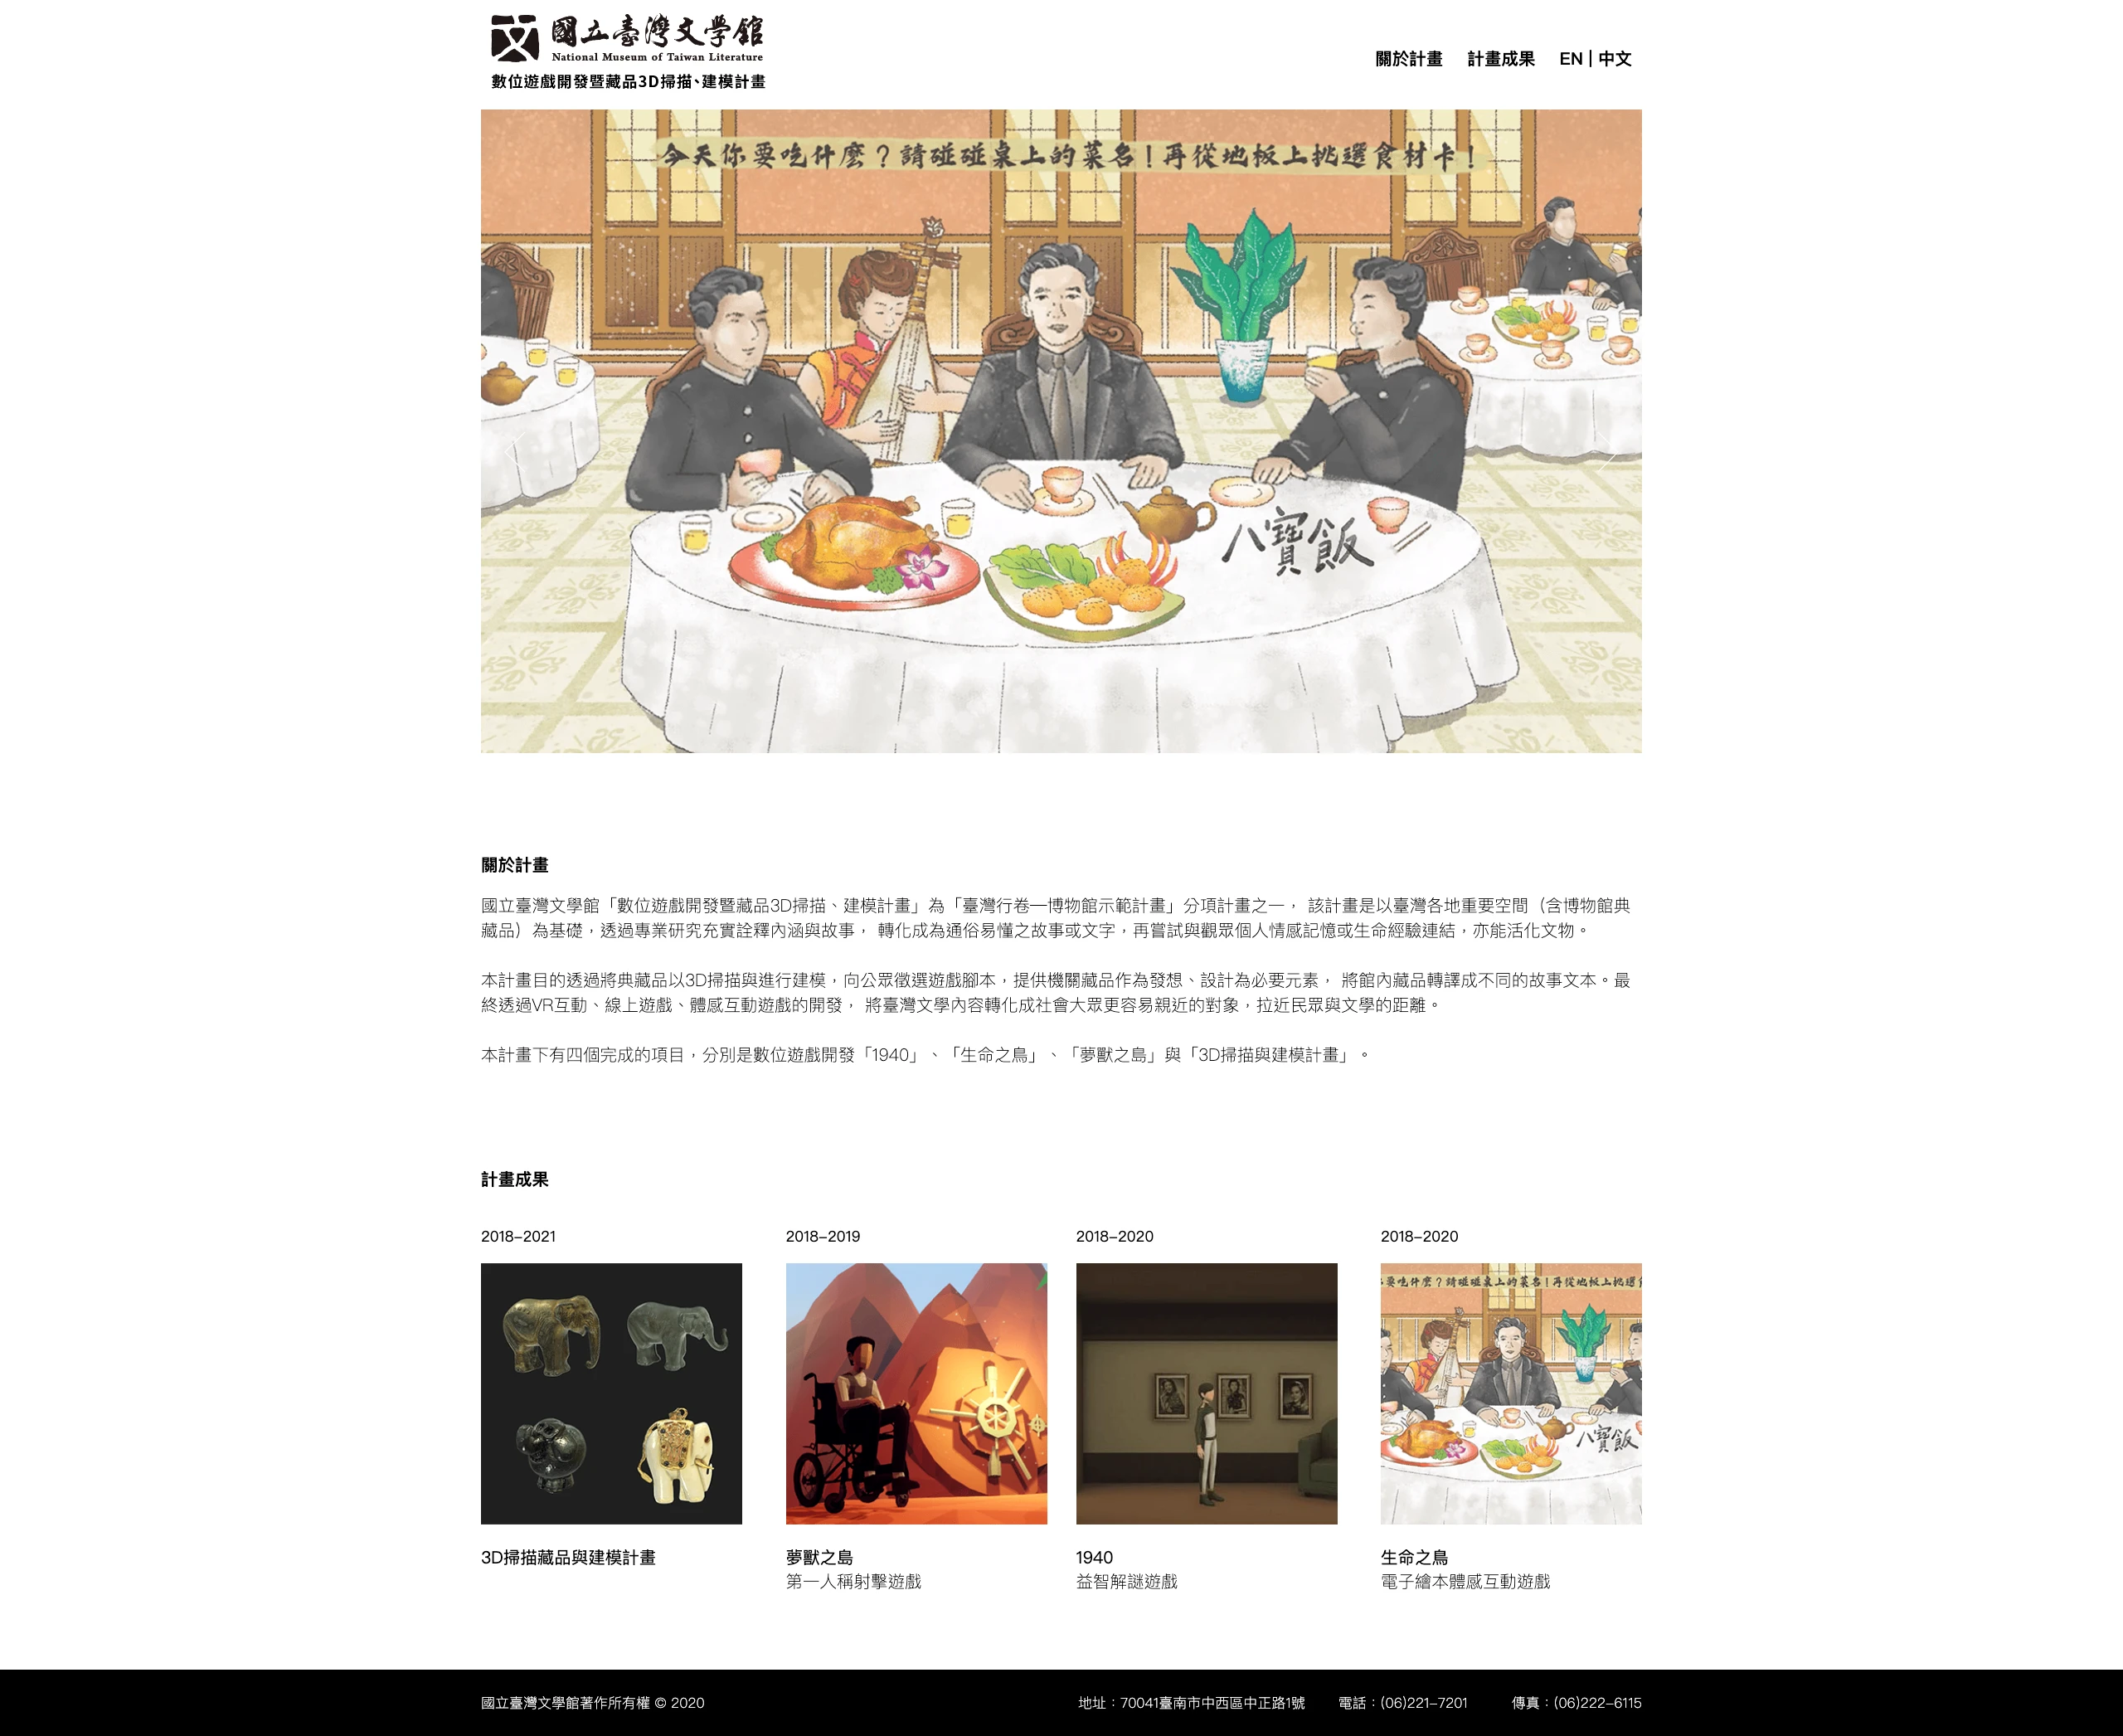 國立臺灣文學館
National Museum of Taiwan Literature
數位遊戲開發暨藏品3D掃描、建模計畫
關於計畫 計畫成果 EN | 中文
今天你要吃什麼？請碰碰桌上的菜名！再從地板上挑選食材卡！
八寶飯
關於計畫
國立臺灣文學館「數位遊戲開發暨藏品3D掃描、建模計畫」為「臺灣行卷—博物館示範計畫」分項計畫之一， 該計畫是以臺灣各地重要空間（含博物館典
藏品）為基礎，透過專業研究充實詮釋內涵與故事， 轉化成為通俗易懂之故事或文字，再嘗試與觀眾個人情感記憶或生命經驗連結，亦能活化文物。
本計畫目的透過將典藏品以3D掃描與進行建模，向公眾徵選遊戲腳本，提供機關藏品作為發想、設計為必要元素， 將館內藏品轉譯成不同的故事文本。最
終透過VR互動、線上遊戲、體感互動遊戲的開發， 將臺灣文學內容轉化成社會大眾更容易親近的對象，拉近民眾與文學的距離。
本計畫下有四個完成的項目，分別是數位遊戲開發「1940」、「生命之鳥」、「夢獸之島」與「3D掃描與建模計畫」。
計畫成果
2018–2021 2018–2019 2018–2020 2018–2020
要吃什麼？請碰碰桌上的菜名！再從地板上挑選
八寶飯
3D掃描藏品與建模計畫 夢獸之島 1940 生命之鳥
第一人稱射擊遊戲 益智解謎遊戲 電子繪本體感互動遊戲
國立臺灣文學館著作所有權 © 2020 地址：70041臺南市中西區中正路1號 電話：(06)221–7201 傳真：(06)222–6115